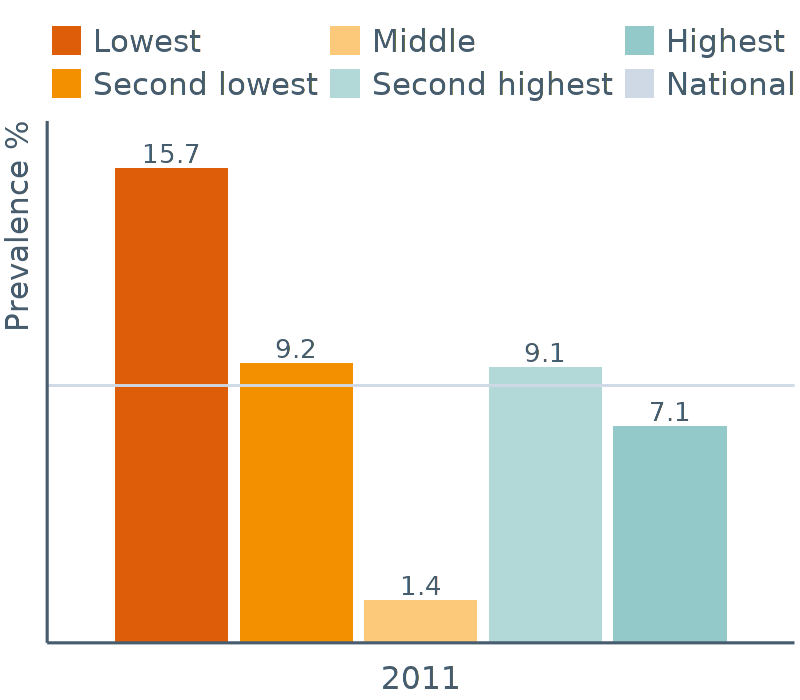 Lowest Middle Highest
Second lowest Second highest National
Prevalence %
15.7
9.2
1.4
9.1
7.1
2011